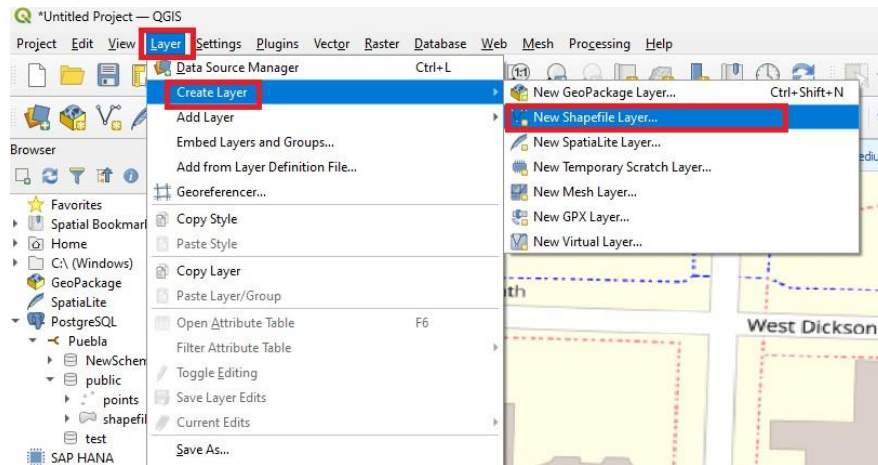 *Untitled Project — QGIS
Project Edit View Layer Settings Plugins Vector Raster Database Web Mesh Processing Help
Data Source Manager Ctrl+L
Create Layer
Add Layer
Embed Layers and Groups...
Add from Layer Definition File...
Georeferencer...
Copy Style
Paste Style
Copy Layer
Paste Layer/Group
Open Attribute Table F6
Filter Attribute Table
Toggle Editing
Save Layer Edits
Current Edits
Save As...
New GeoPackage Layer... Ctrl+Shift+N
New Shapefile Layer...
New SpatiaLite Layer...
New Temporary Scratch Layer...
New Mesh Layer...
New GPX Layer...
New Virtual Layer...
Browser
Favorites
Spatial Bookmar
Home
C:\ (Windows)
GeoPackage
SpatiaLite
PostgreSQL
Puebla
NewSchem
public
points
shapefil
test
SAP HANA
West Dickson